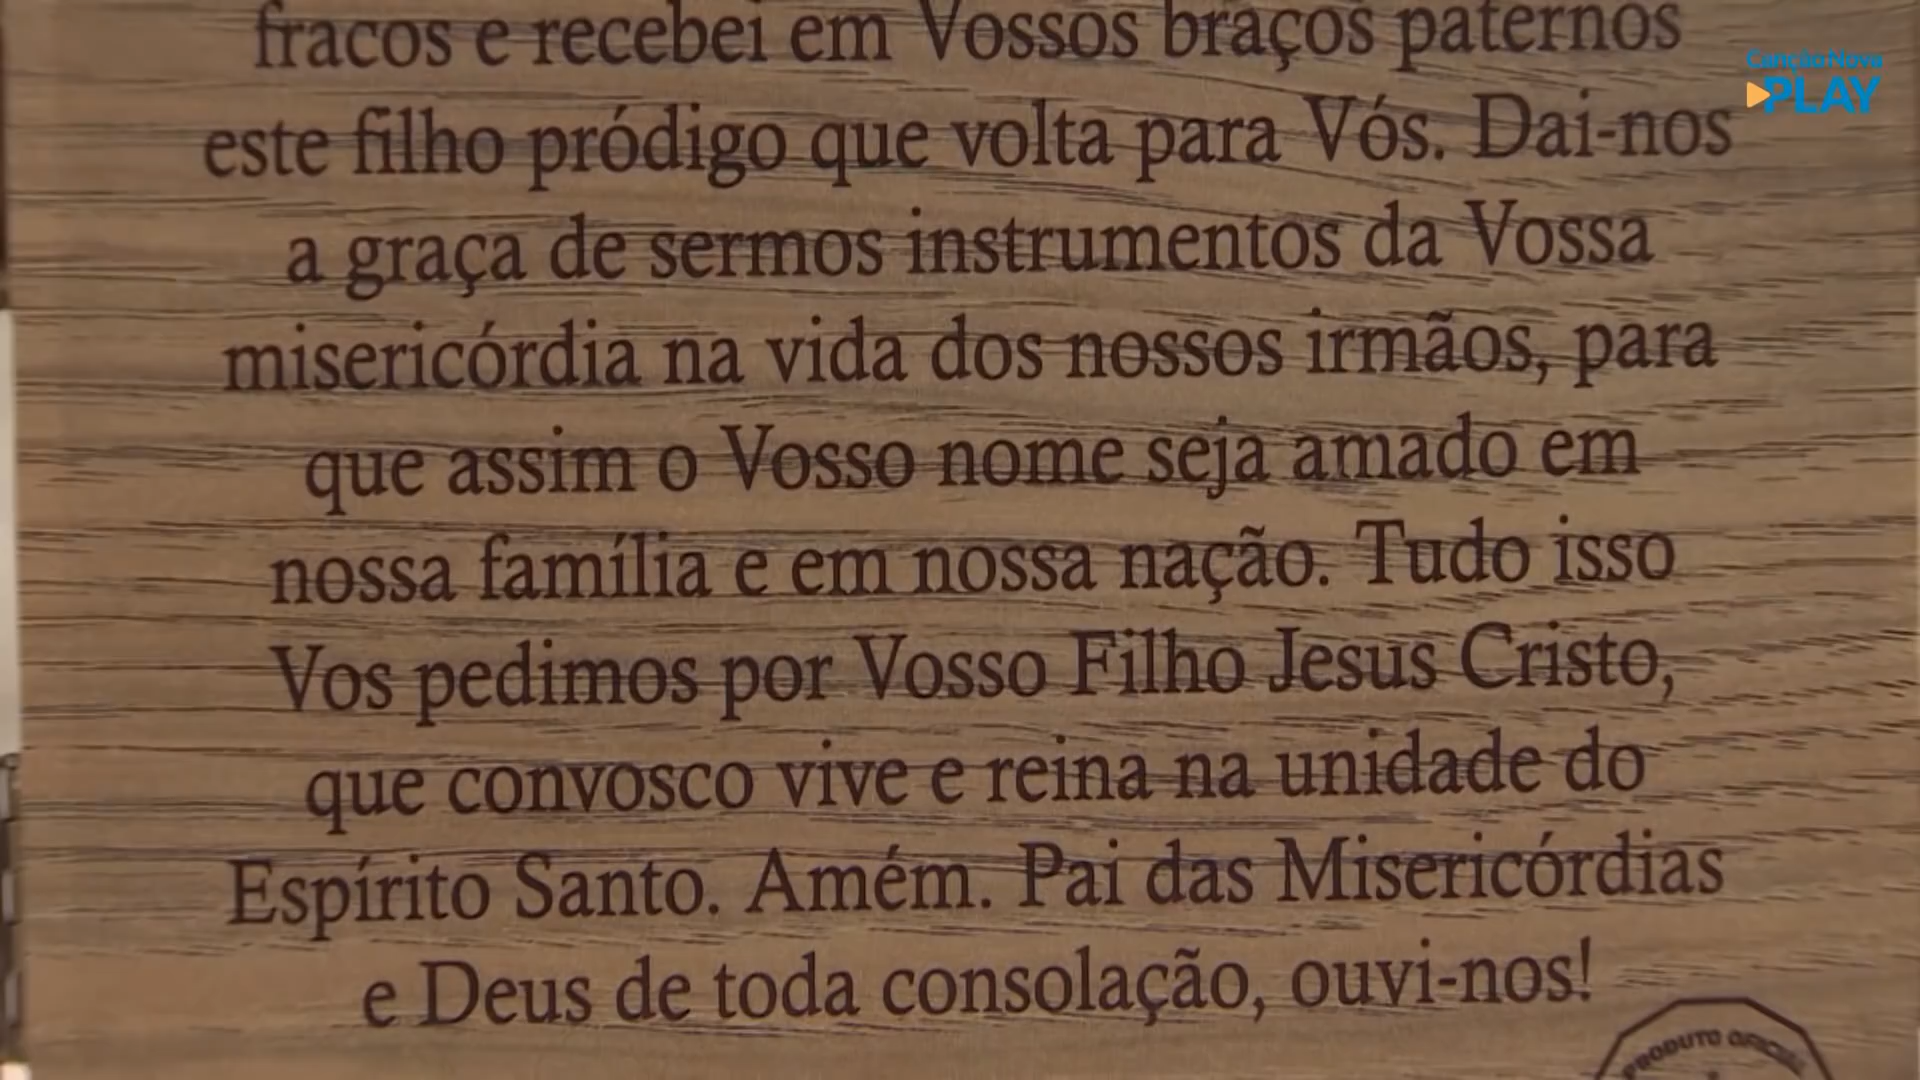 fracos e recebei em Vossos braços paternos
Canção Nova
PLAY
este filho pródigo que volta para Vós. Dai-nos
a graça de sermos instrumentos da Vossa
misericórdia na vida dos nossos irmãos, para
que assim o Vosso nome seja amado em
nossa família e em nossa nação. Tudo isso
Vos pedimos por Vosso Filho Jesus Cristo,
que convosco vive e reina na unidade do
Espírito Santo. Amém. Pai das Misericórdias
e Deus de toda consolação, ouvi-nos!
PRODUTO OFICIAL